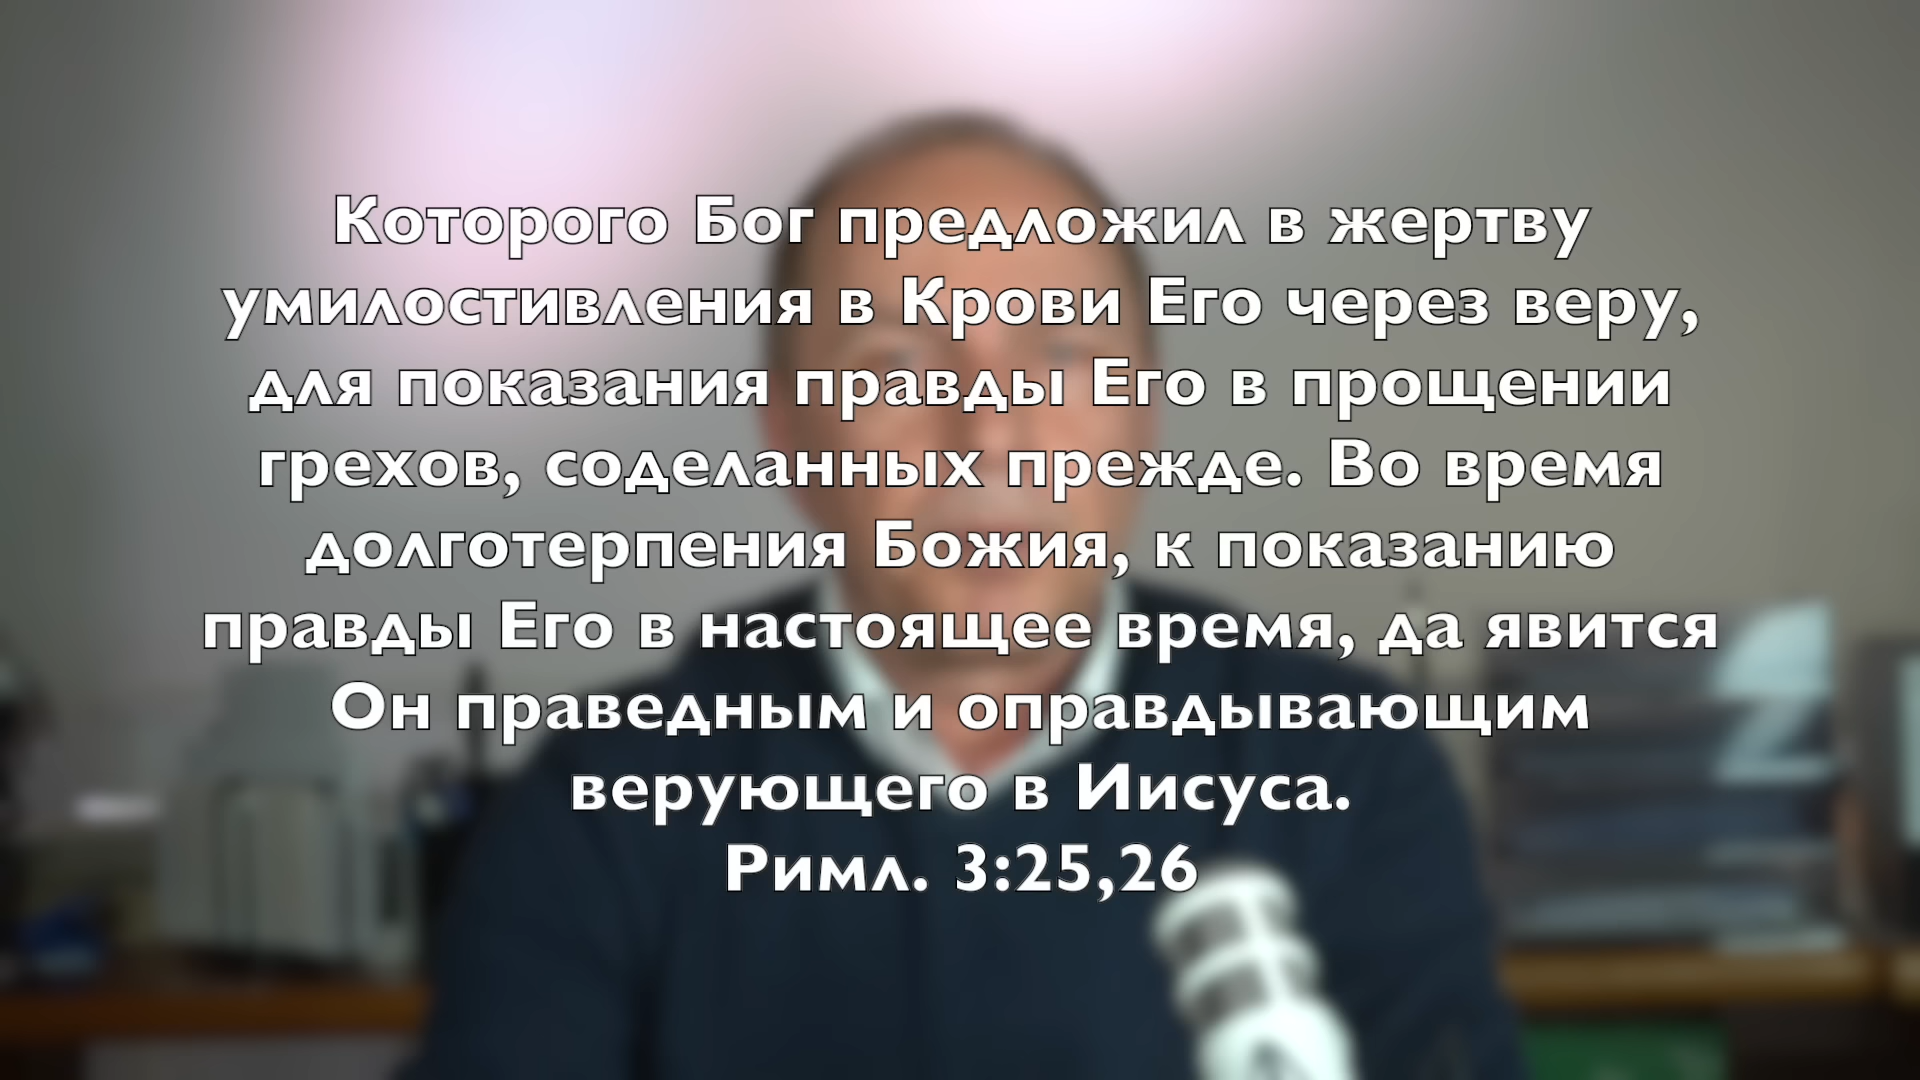 Которого Бог предложил в жертву
умилостивления в Крови Его через веру,
для показания правды Его в прощении
грехов, соделанных прежде. Во время
долготерпения Божия, к показанию
правды Его в настоящее время, да явится
Он праведным и оправдывающим
верующего в Иисуса.
Римл. 3:25,26